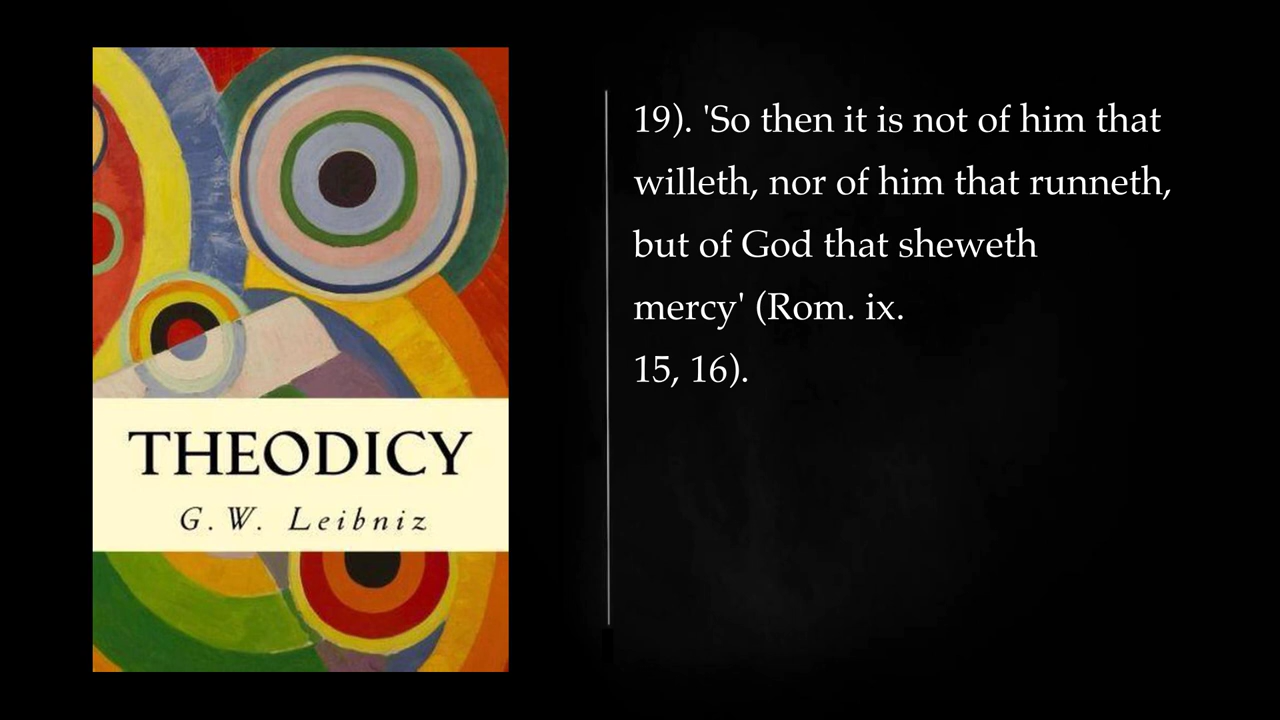 THEODICY
G. W. Leibniz
19). 'So then it is not of him that
willeth, nor of him that runneth,
but of God that sheweth
mercy' (Rom. ix.
15, 16).